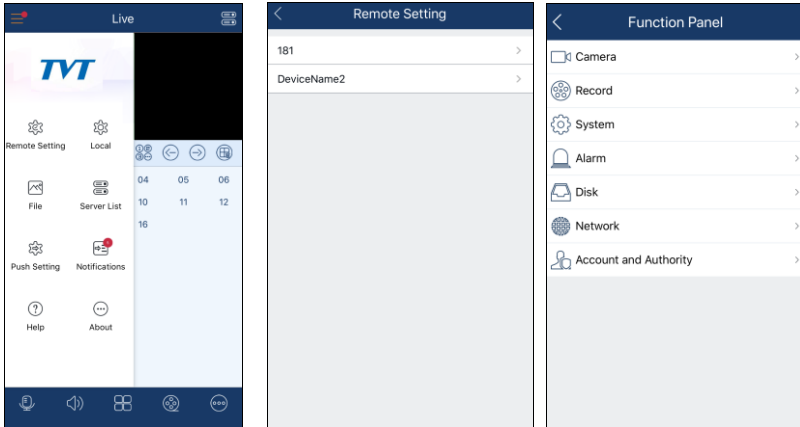 Live
TVT
Remote Setting
Local
File
Server List
Push Setting
Notifications
Help
About
04 05 06
10 11 12
16
Remote Setting
181
DeviceName2
Function Panel
Camera
Record
System
Alarm
Disk
Network
Account and Authority